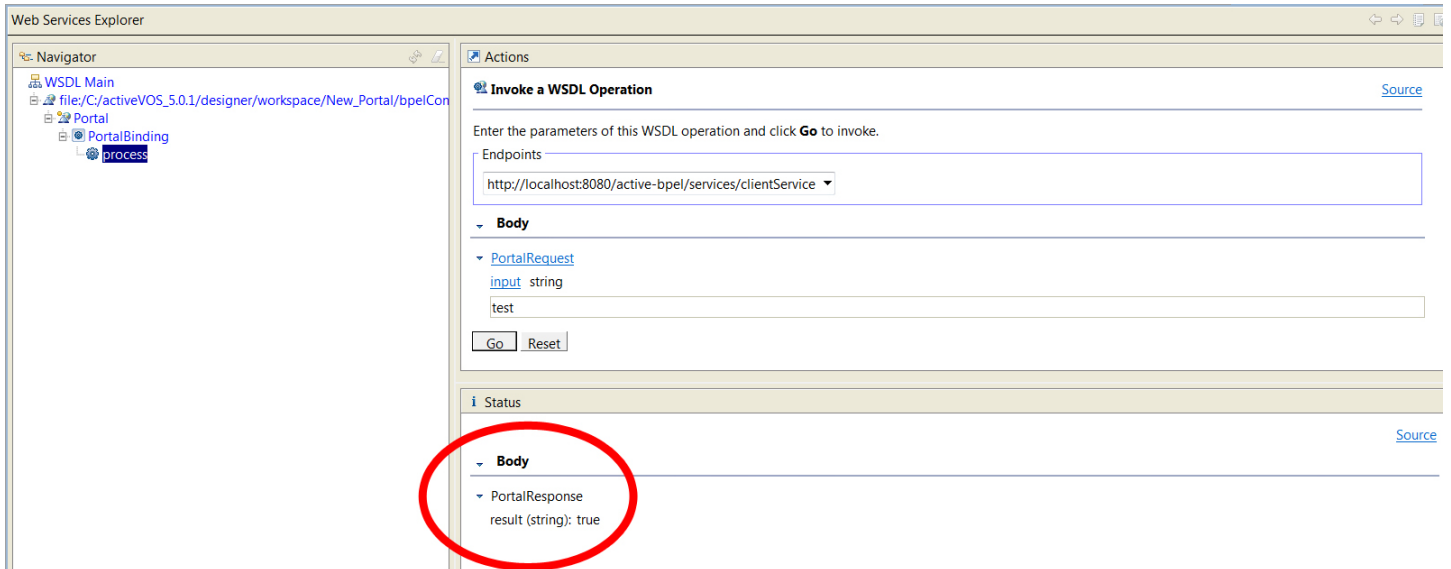 Web Services Explorer
Navigator
WSDL Main
file:/C:/activeVOS_5.0.1/designer/workspace/New_Portal/bpelCon
Portal
PortalBinding
process
Actions
Invoke a WSDL Operation
Source
Enter the parameters of this WSDL operation and click Go to invoke.
Endpoints
http://localhost:8080/active-bpel/services/clientService
Body
PortalRequest
input string
test
Go Reset
i Status
Source
Body
PortalResponse
result (string): true